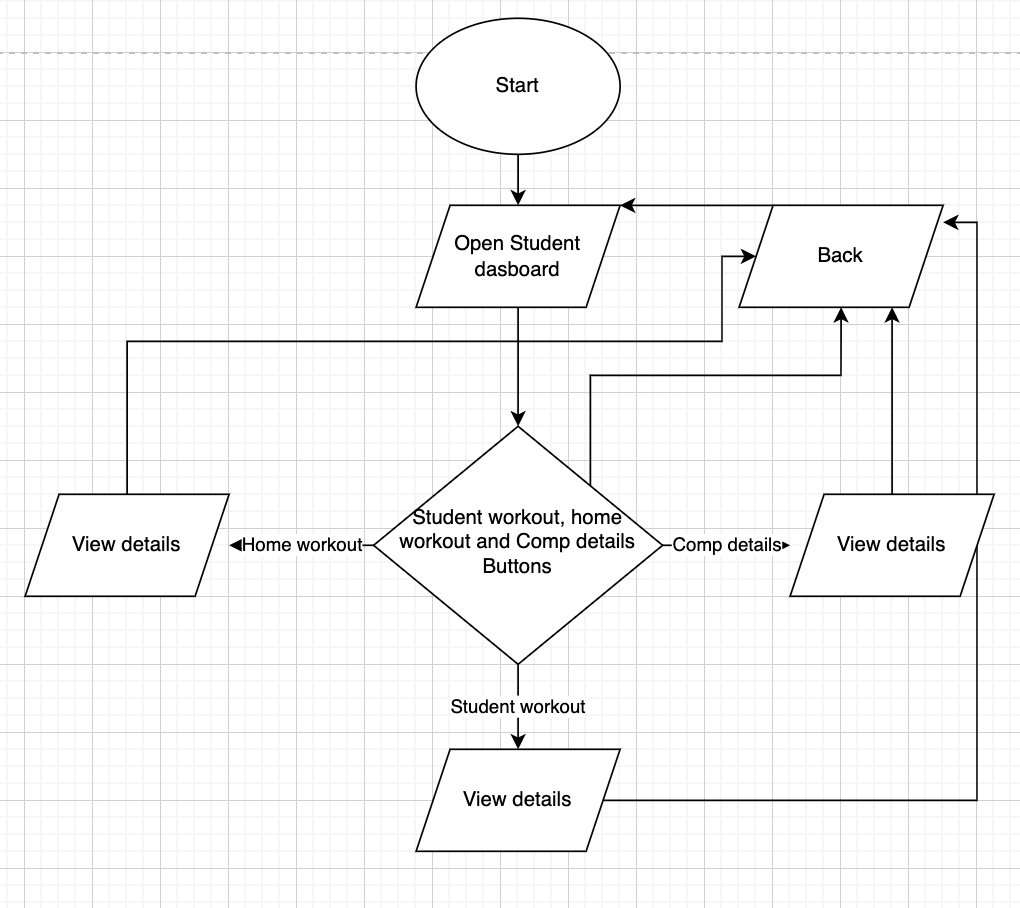 Start
Open Student
dasboard
Back
Student workout, home
workout and Comp details
Buttons
View details
Home workout
Comp details
View details
Student workout
View details